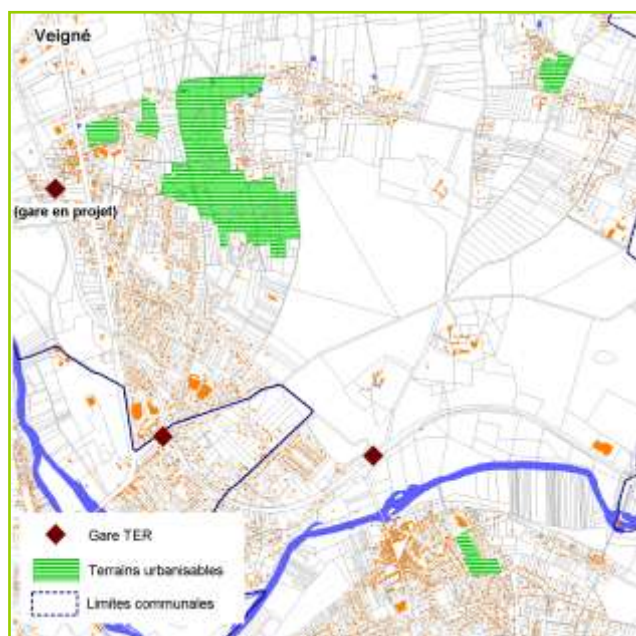 Veigné
(gare en projet)
Gare TER
Terrains urbanisables
Limites communales